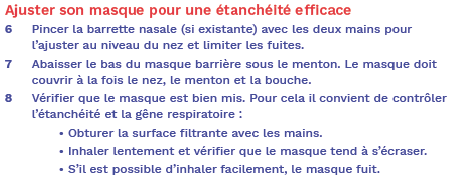 Ajuster son masque pour une étanchéité efficace
6 Pincer la barrette nasale (si existante) avec les deux mains pour
l'ajuster au niveau du nez et limiter les fuites.
7 Abaisser le bas du masque barrière sous le menton. Le masque doit
couvrir à la fois le nez, le menton et la bouche.
8 Vérifier que le masque est bien mis. Pour cela il convient de contrôler
l'étanchéité et la gêne respiratoire :
• Obturer la surface filtrante avec les mains.
• Inhaler lentement et vérifier que le masque tend à s'écraser.
• S'il est possible d'inhaler facilement, le masque fuit.